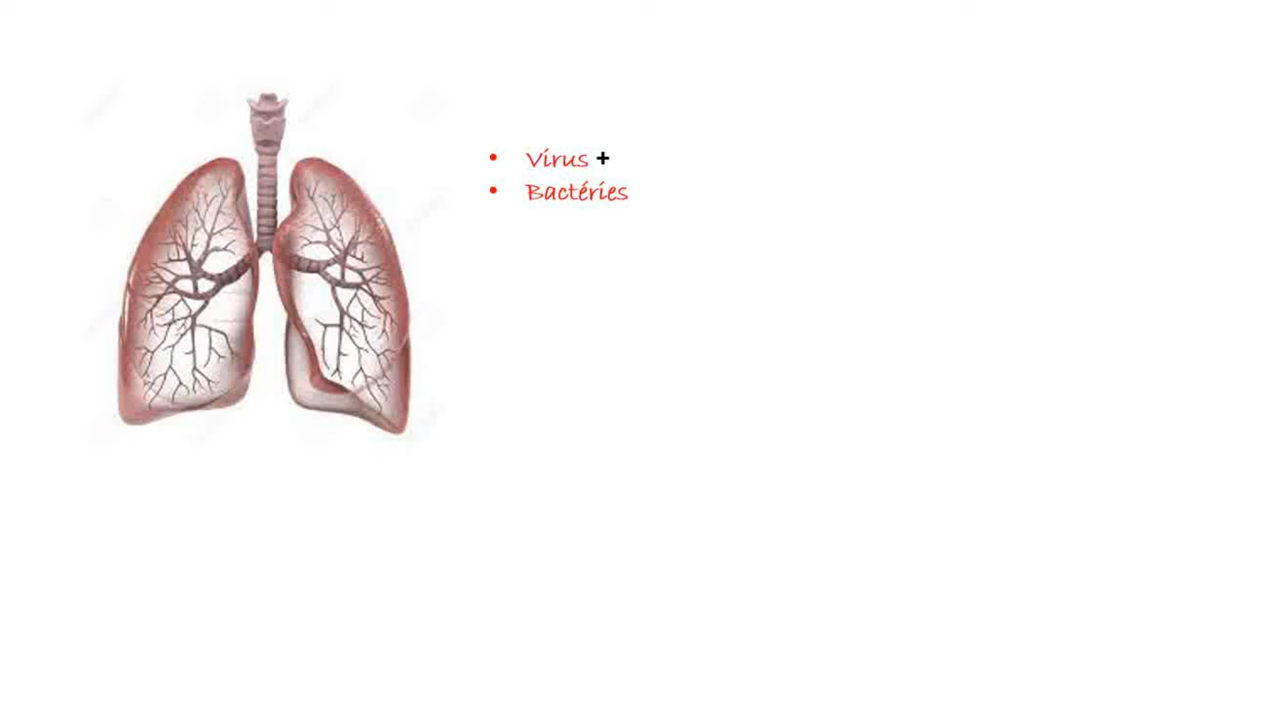 • Virus +
• Bactéries